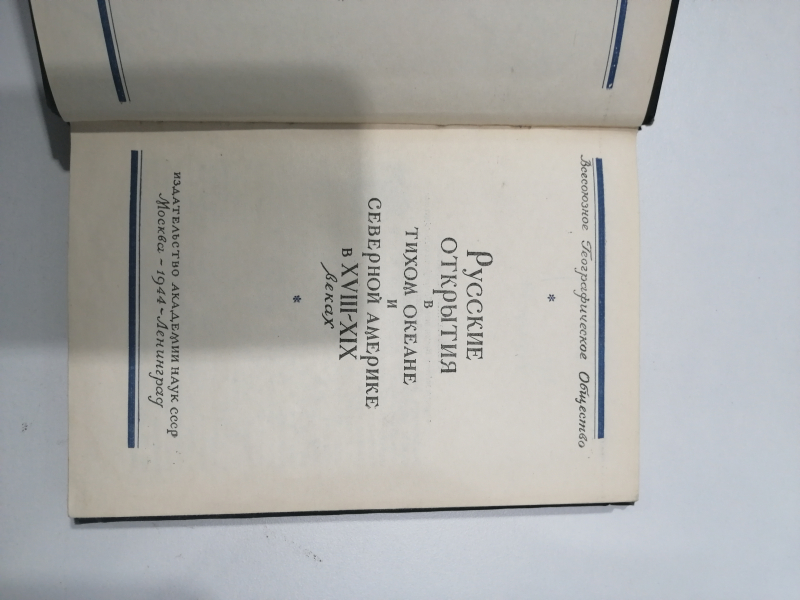 Всесоюзное Географическое Общество
*
РУССКИЕ
ОТКРЫТИЯ
В
ТИХОМ ОКЕАНЕ
И
СЕВЕРНОЙ АМЕРИКЕ
В XVIII-XIX
веках
*
ИЗДАТЕЛЬСТВО АКАДЕМИИ НАУК СССР
Москва - 1944 - Ленинград